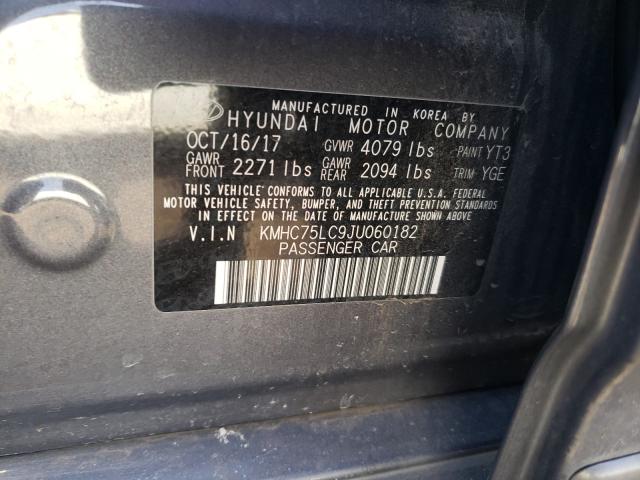 MANUFACTURED IN KOREA BY
HYUNDAI MOTOR COMPANY
OCT/16/17 GVWR 4079 lbs PAINT YT3
GAWR FRONT 2271 lbs GAWR REAR 2094 lbs TRIM YGE
THIS VEHICLE CONFORMS TO ALL APPLICABLE U.S.A. FEDERAL
MOTOR VEHICLE SAFETY, BUMPER, AND THEFT PREVENTION STANDARDS
IN EFFECT ON THE DATE OF MANUFACTURE SHOWN ABOVE.
V.I.N KMHC75LC9JU060182
PASSENGER CAR